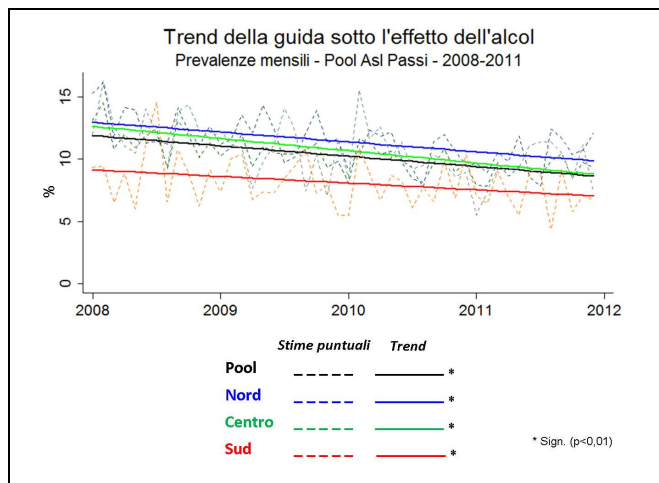 Trend della guida sotto l'effetto dell'alcol
Prevalenze mensili - Pool Asl Passi - 2008-2011
15
10
5
0
%
2008 2009 2010 2011 2012
Stime puntuali Trend
Pool *
Nord *
Centro *
Sud *
* Sign. (p<0,01)